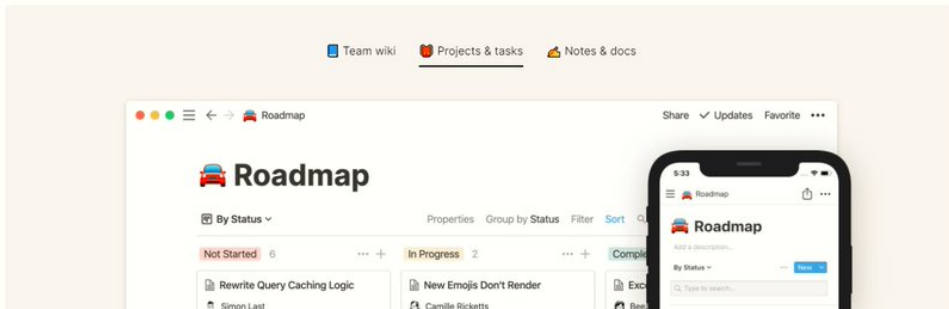 Team wiki Projects & tasks Notes & docs
Roadmap Share Updates Favorite
Roadmap
By Status Properties Group by Status Filter Sort
Not Started 6 In Progress 2
Rewrite Query Caching Logic New Emojis Don't Render
Simon Last Camille Ricketts
5:33
Roadmap
Roadmap
Add a description...
By Status New
Type to search...